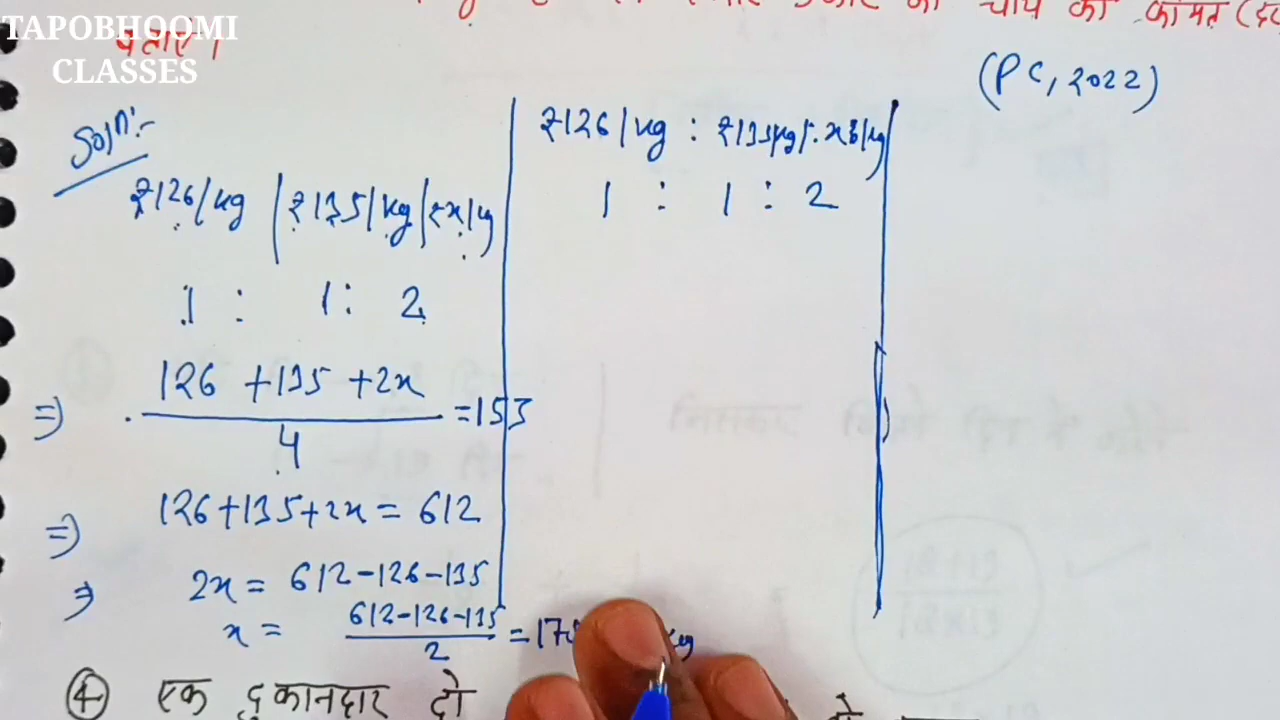 चाय की कीमत
TAPOBHOOMI
CLASSES
बताएं।
(PC, 2022)
Soln:-
₹126/kg | ₹135/kg | ₹x/kg
1 : 1 : 2
⇒ 126 + 135 + 2x
4
= 153
⇒ 126+135+2x = 612
⇒ 2x = 612-126-135
x = 612-126-135
2
= 17
kg
₹126/kg :
1 : 1 : 2
④ एक दुकानदार दो